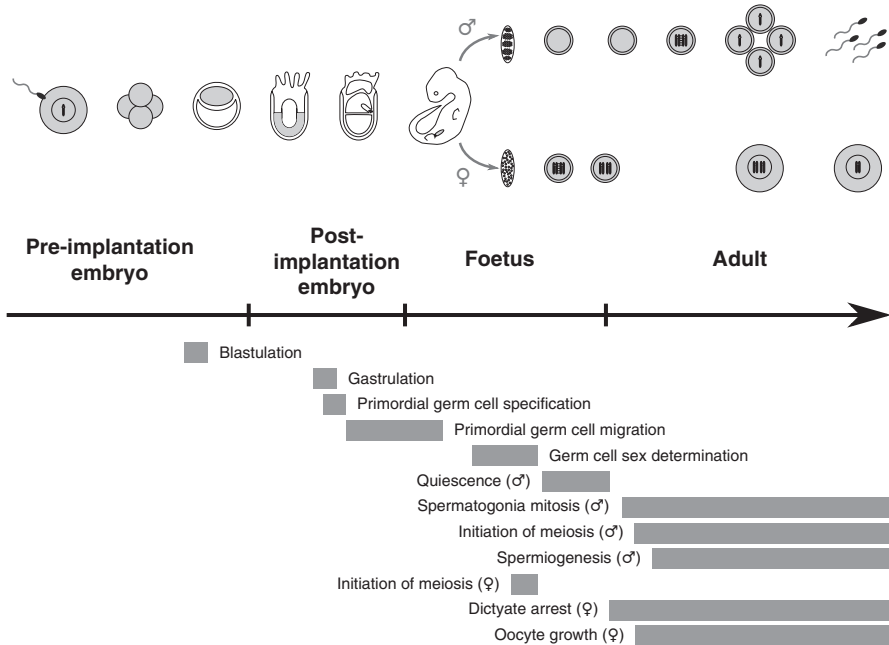 ♂
♀
Pre-implantation
embryo
Post-
implantation
embryo
Foetus
Adult
Blastulation
Gastrulation
Primordial germ cell specification
Primordial germ cell migration
Germ cell sex determination
Quiescence (♂)
Spermatogonia mitosis (♂)
Initiation of meiosis (♂)
Spermiogenesis (♂)
Initiation of meiosis (♀)
Dictyate arrest (♀)
Oocyte growth (♀)